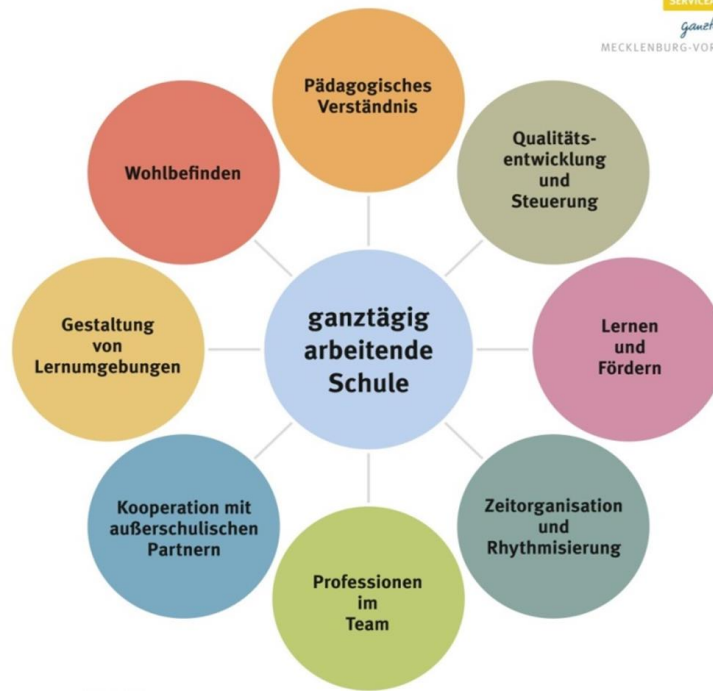 Pädagogisches
Verständnis
Qualitäts-
entwicklung
und
Steuerung
Lernen
und
Fördern
Zeitorganisation
und
Rhythmisierung
Professionen
im
Team
Kooperation mit
außerschulischen
Partnern
Gestaltung
von
Lernumgebungen
Wohlbefinden
ganztägig
arbeitende
Schule
MECKLENBURG-VOR